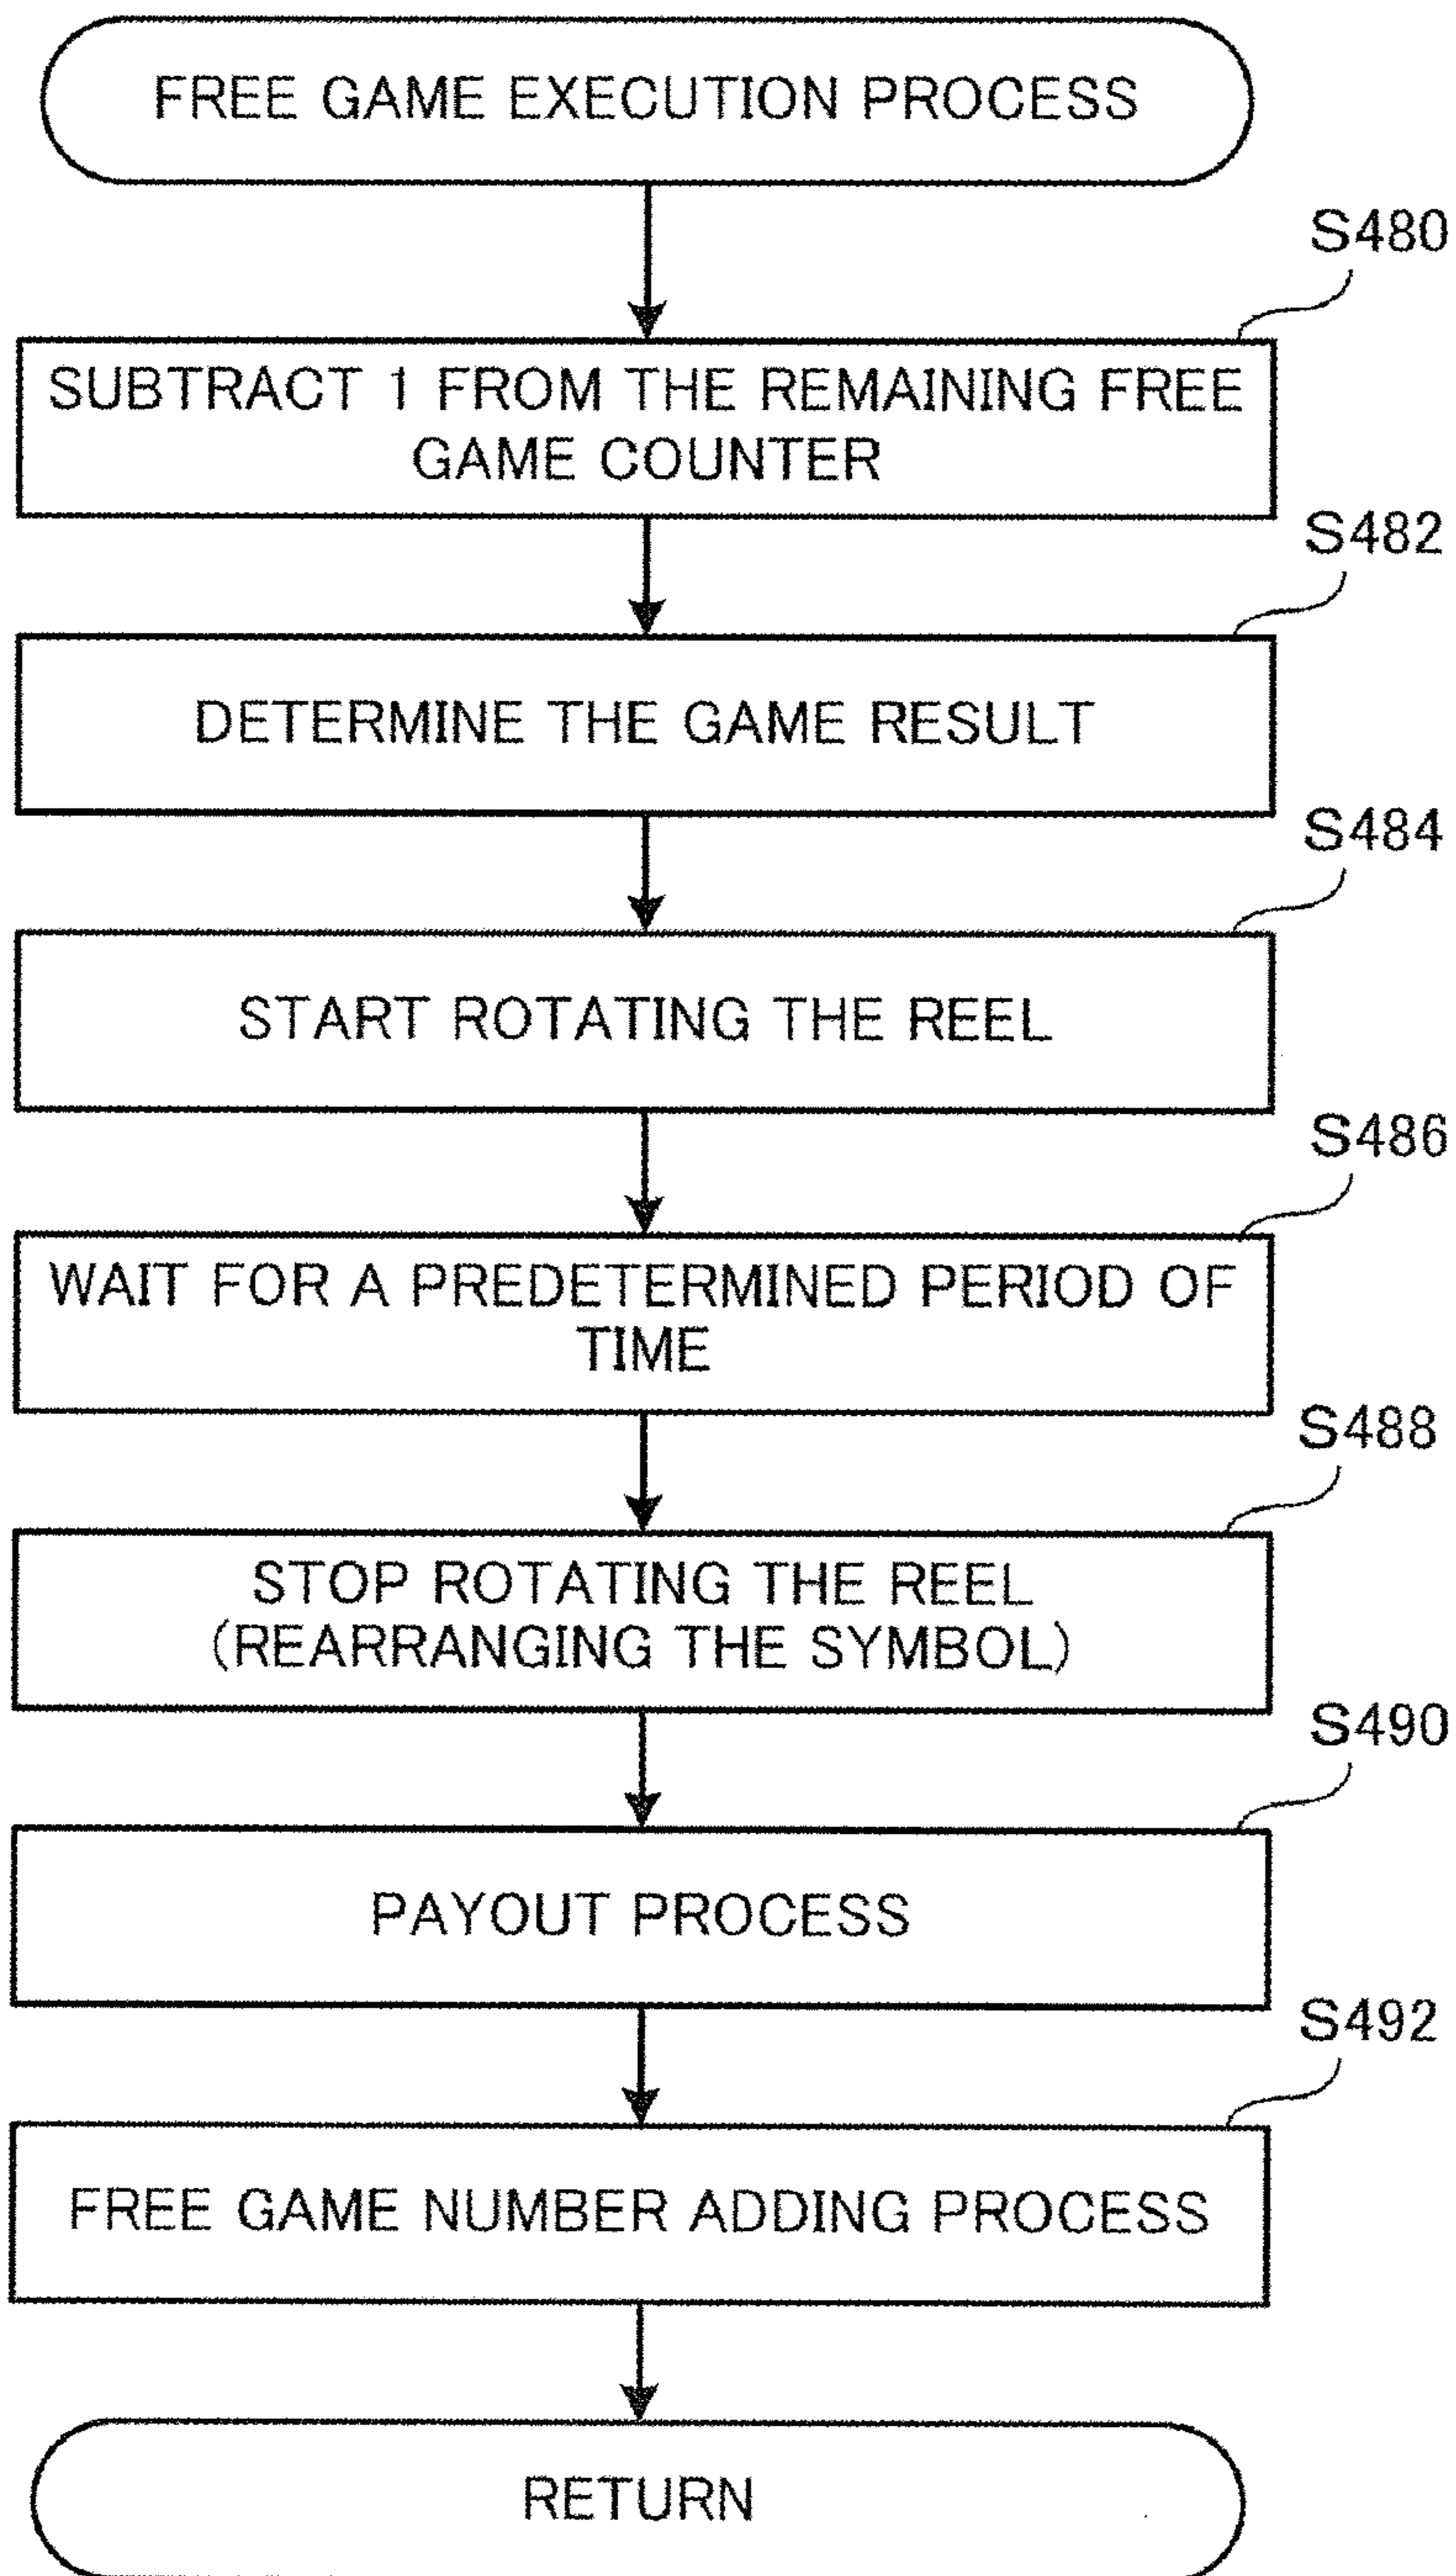 FREE GAME EXECUTION PROCESS
S480
SUBTRACT 1 FROM THE REMAINING FREE
GAME COUNTER
S482
DETERMINE THE GAME RESULT
S484
START ROTATING THE REEL
S486
WAIT FOR A PREDETERMINED PERIOD OF
TIME
S488
STOP ROTATING THE REEL
(REARRANGING THE SYMBOL)
S490
PAYOUT PROCESS
S492
FREE GAME NUMBER ADDING PROCESS
RETURN